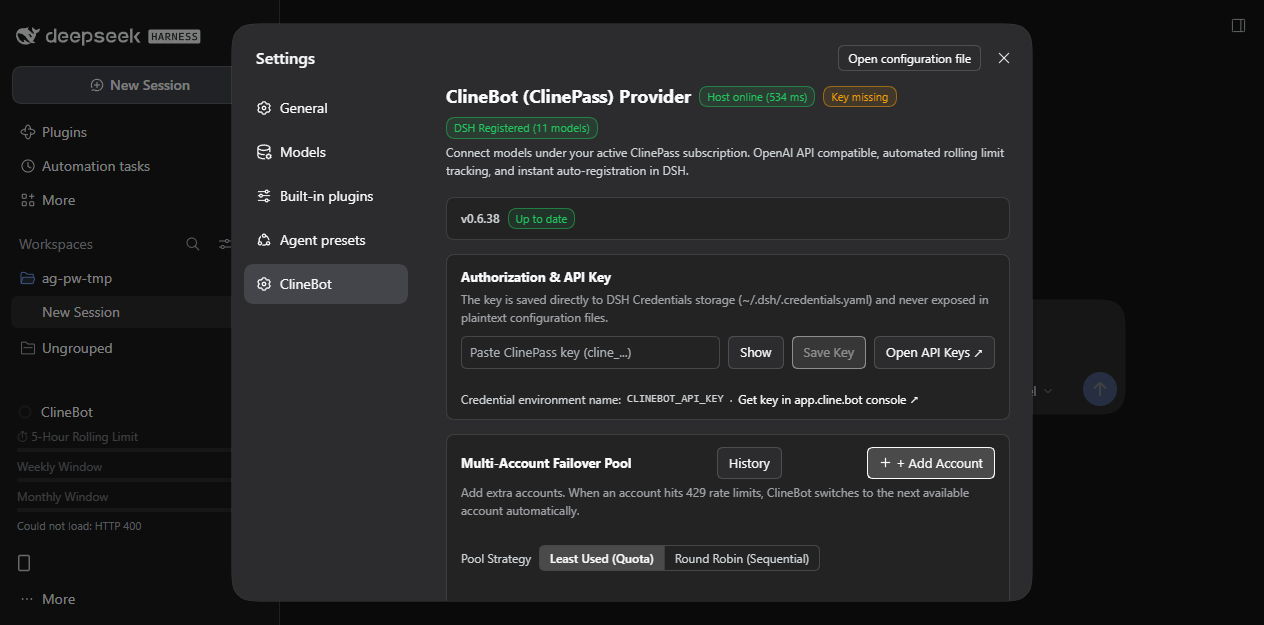 deepseek HARNESS
New Session
Plugins
Automation tasks
More
Workspaces
ag-pw-tmp
New Session
Ungrouped
ClineBot
5-Hour Rolling Limit
Weekly Window
Monthly Window
Could not load: HTTP 400
More
Settings
Open configuration file
General
Models
Built-in plugins
Agent presets
ClineBot
ClineBot (ClinePass) Provider
Host online (534 ms)
Key missing
DSH Registered (11 models)
Connect models under your active ClinePass subscription. OpenAI API compatible, automated rolling limit
tracking, and instant auto-registration in DSH.
v0.6.38
Up to date
Authorization & API Key
The key is saved directly to DSH Credentials storage (~/.dsh/.credentials.yaml) and never exposed in
plaintext configuration files.
Paste ClinePass key (cline_...)
Show
Save Key
Open API Keys ↗
Credential environment name: CLINEBOT_API_KEY · Get key in app.cline.bot console ↗
Multi-Account Failover Pool
History
+ + Add Account
Add extra accounts. When an account hits 429 rate limits, ClineBot switches to the next available
account automatically.
Pool Strategy
Least Used (Quota)
Round Robin (Sequential)